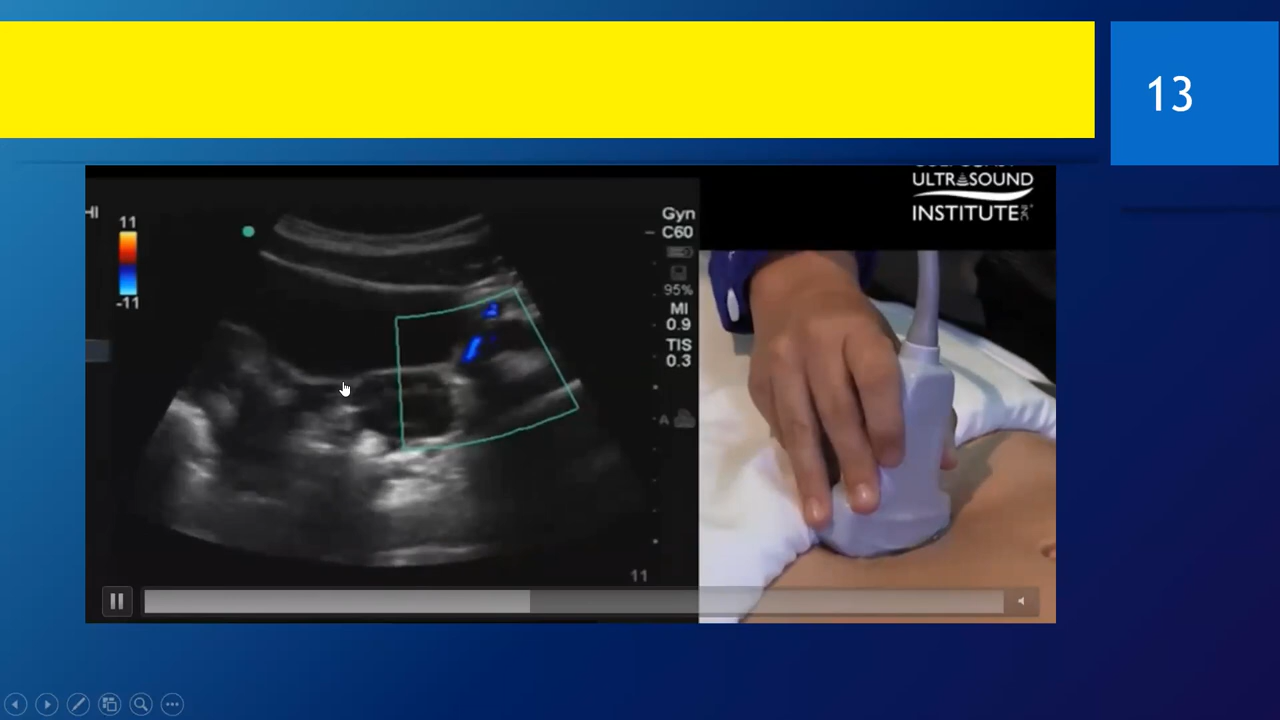 13
ULTRASOUND
INSTITUTE
HI
11
-11
Gyn
C60
95%
MI
0.9
TIS
0.3
A
11